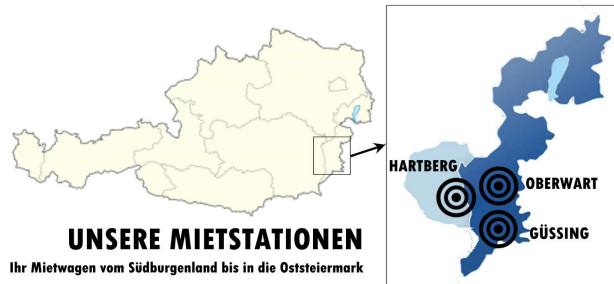 HARTBERG
OBERWART
GÜSSING
UNSERE MIETSTATIONEN
Ihr Mietwagen vom Südburgenland bis in die Oststeiermark